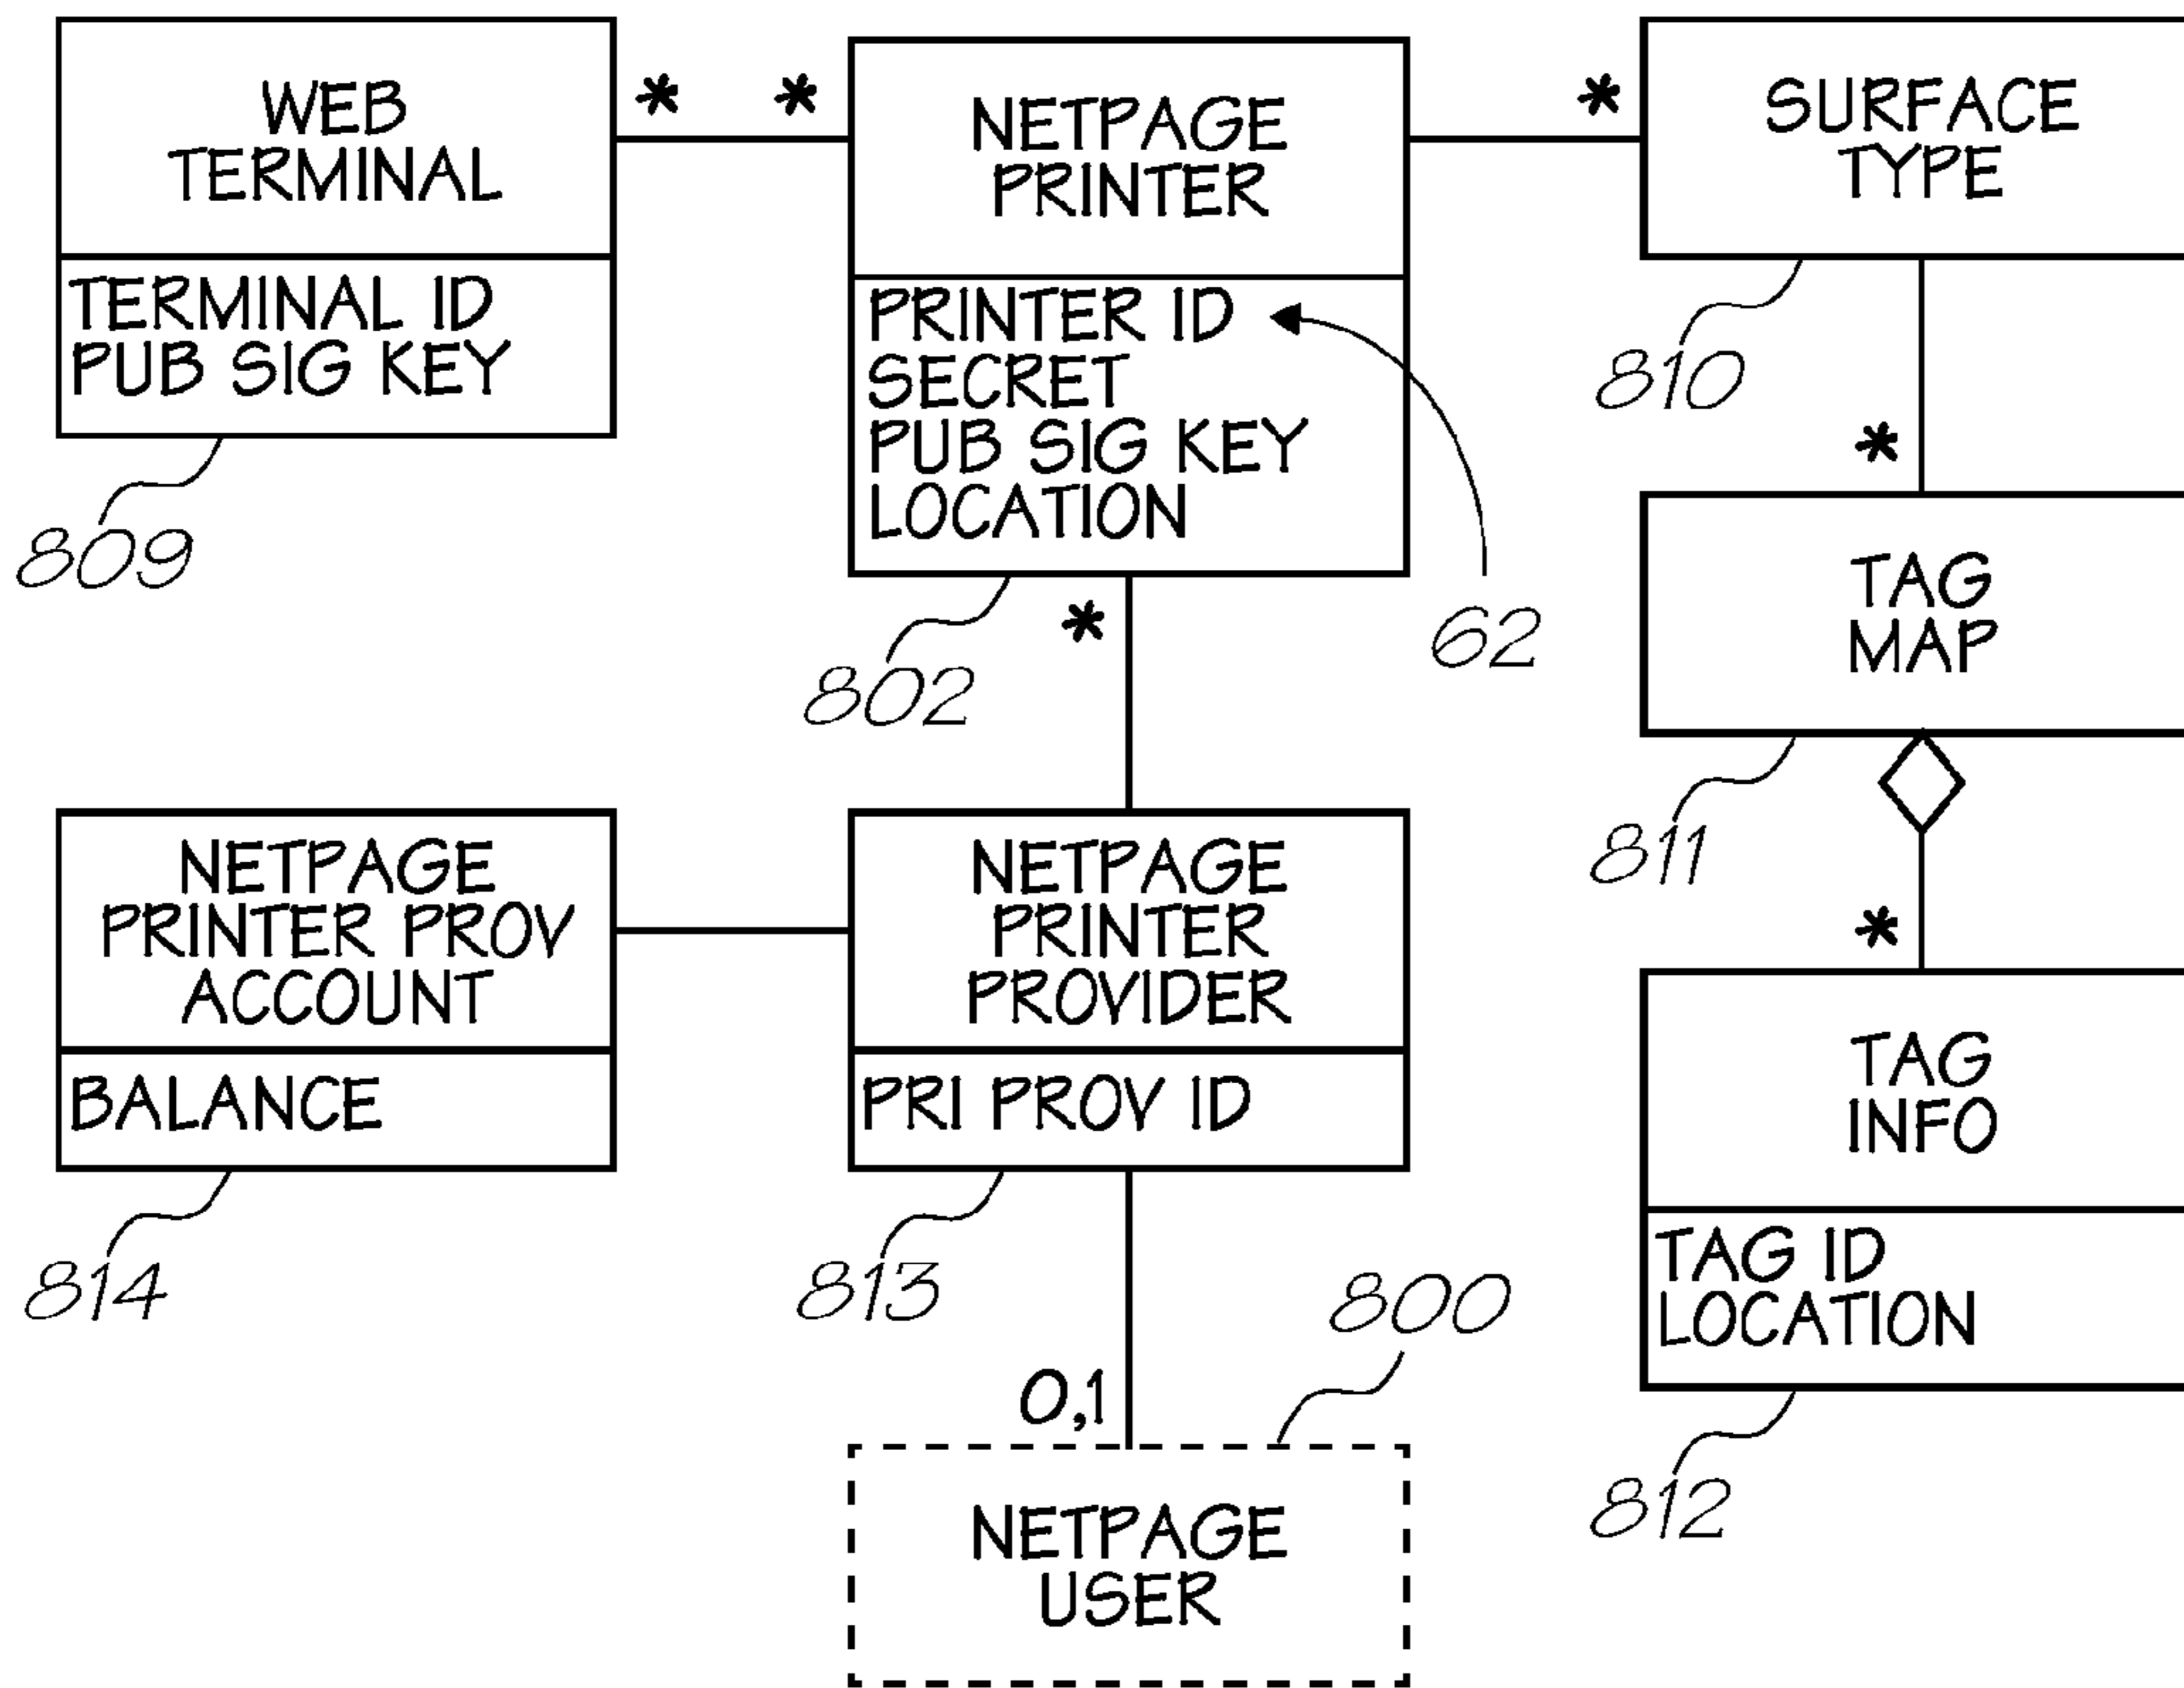 WEB
TERMINAL
TERMINAL ID
PUB SIG KEY
809
*
*
NETPAGE
PRINTER
PRINTER ID
SECRET
PUB SIG KEY
LOCATION
802
62
*
*
SURFACE
TYPE
810
*
TAG
MAP
811
*
NETPAGE
PRINTER PROV
ACCOUNT
BALANCE
814
NETPAGE
PRINTER
PROVIDER
PRI PROV ID
813
0,1
800
NETPAGE
USER
TAG
INFO
TAG ID
LOCATION
812